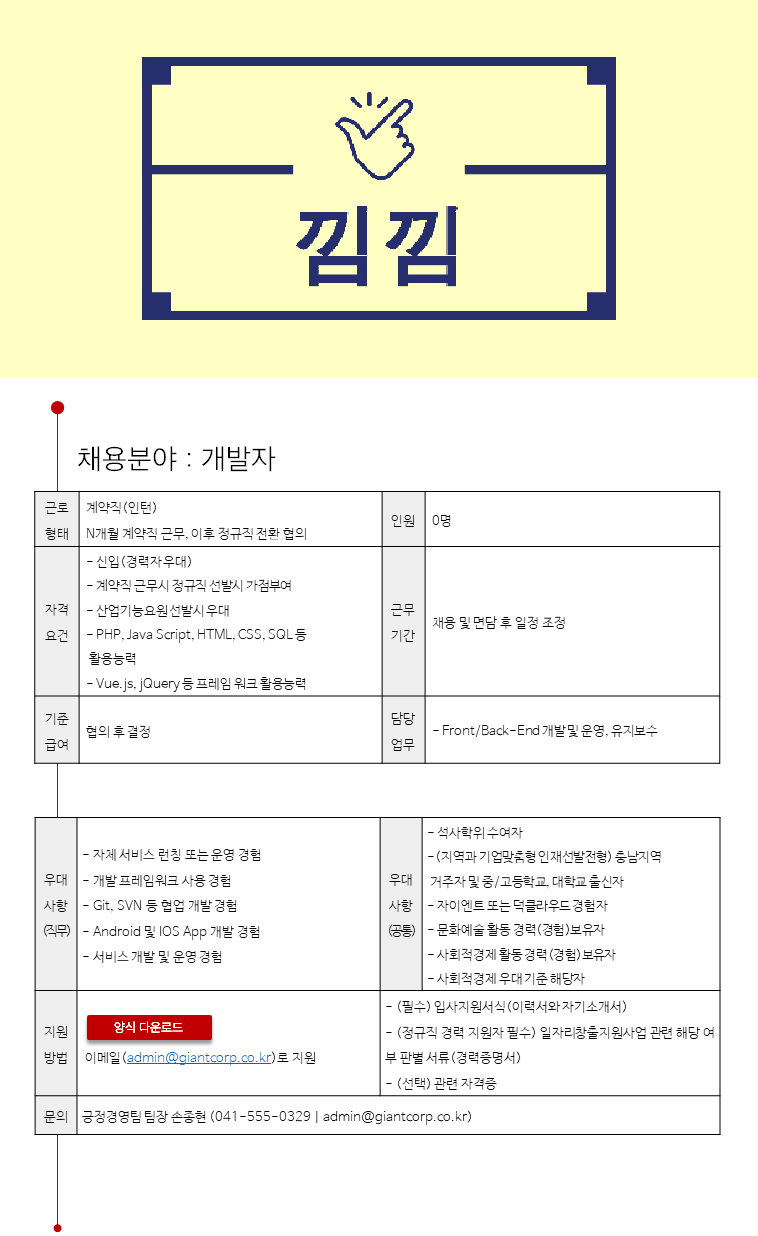 낌낌
채용분야 : 개발자
근로
형태
계약직(인턴)
N개월 계약직 근무, 이후 정규직 전환 협의
인원
0명
자격
요건
- 신입(경력자 우대)
- 계약직 근무시 정규직 선발시 가점부여
- 산업기능요원 선발시 우대
- PHP, Java Script, HTML, CSS, SQL 등
활용능력
- Vue.js, jQuery 등 프레임 워크 활용능력
근무
기간
채용 및 면담 후 일정 조정
기준
급여
협의 후 결정
담당
업무
- Front/Back-End 개발 및 운영, 유지보수
우대
사항
(직무)
- 자체 서비스 런칭 또는 운영 경험
- 개발 프레임워크 사용 경험
- Git, SVN 등 협업 개발 경험
- Android 및 IOS App 개발 경험
- 서비스 개발 및 운영 경험
우대
사항
(공통)
- 석사학위 수여자
- (지역과 기업맞춤형 인재선발전형) 충남지역
거주자 및 중/고등학교, 대학교 출신자
- 자이엔트 또는 덕클라우드 경험자
- 문화예술 활동 경력(경험)보유자
- 사회적경제 활동 경력(경험)보유자
- 사회적경제 우대 기준 해당자
지원
방법
양식 다운로드
이메일(admin@giantcorp.co.kr)로 지원
- (필수) 입사지원서식(이력서와 자기소개서)
- (정규직 경력 지원자 필수) 일자리창출지원사업 관련 해당 여
부 판별 서류(경력증명서)
- (선택) 관련 자격증
문의
긍정경영팀 팀장 손종현 (041-555-0329 | admin@giantcorp.co.kr)